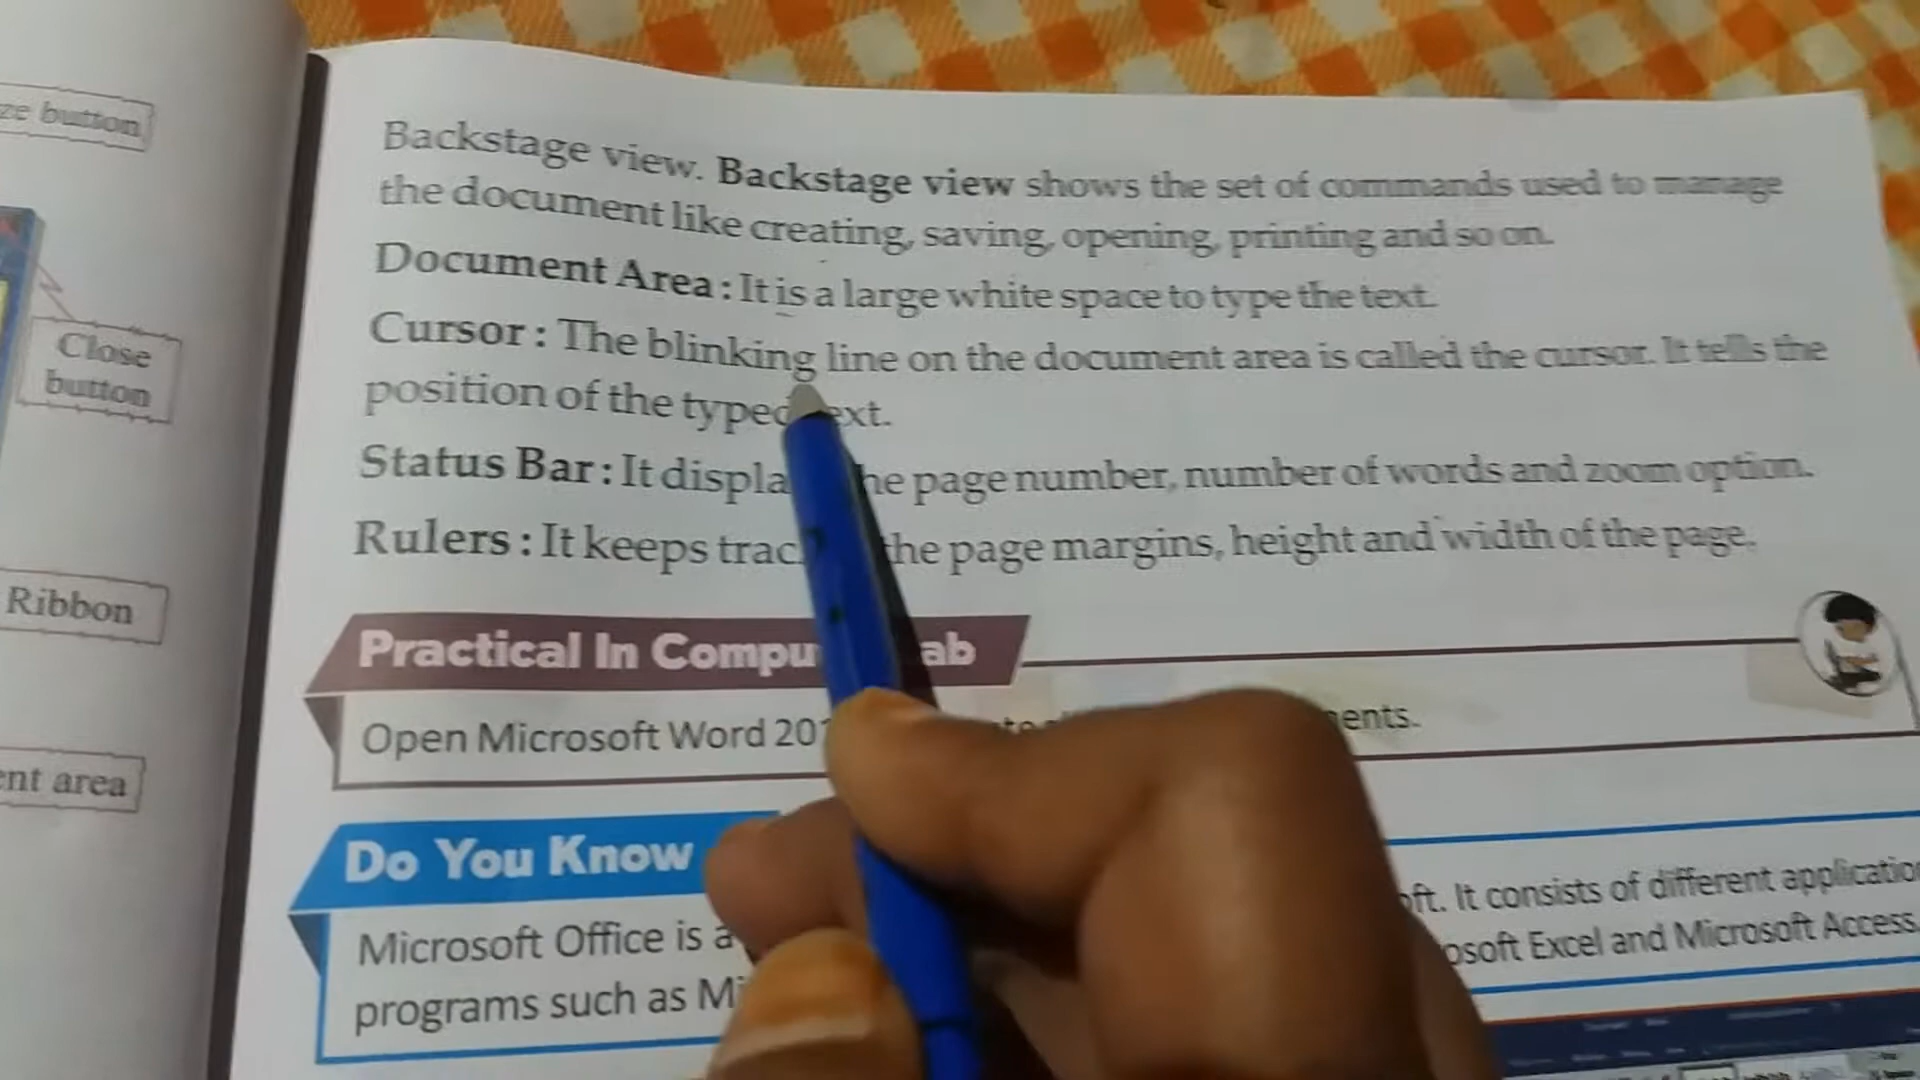 ze button
Close
button
Ribbon
ent area
Backstage view. Backstage view shows the set of commands used to manage
the document like creating, saving, opening, printing and so on.
Document Area : It is a large white space to type the text.
Cursor : The blinking line on the document area is called the cursor. It tells the
position of the typed ext.
Status Bar : It displa he page number, number of words and zoom option.
Rulers : It keeps trac the page margins, height and width of the page.
Practical In Compu ab
Open Microsoft Word 201 ents.
Do You Know
Microsoft Office is a oft. It consists of different applicatio
programs such as Mi osoft Excel and Microsoft Access.